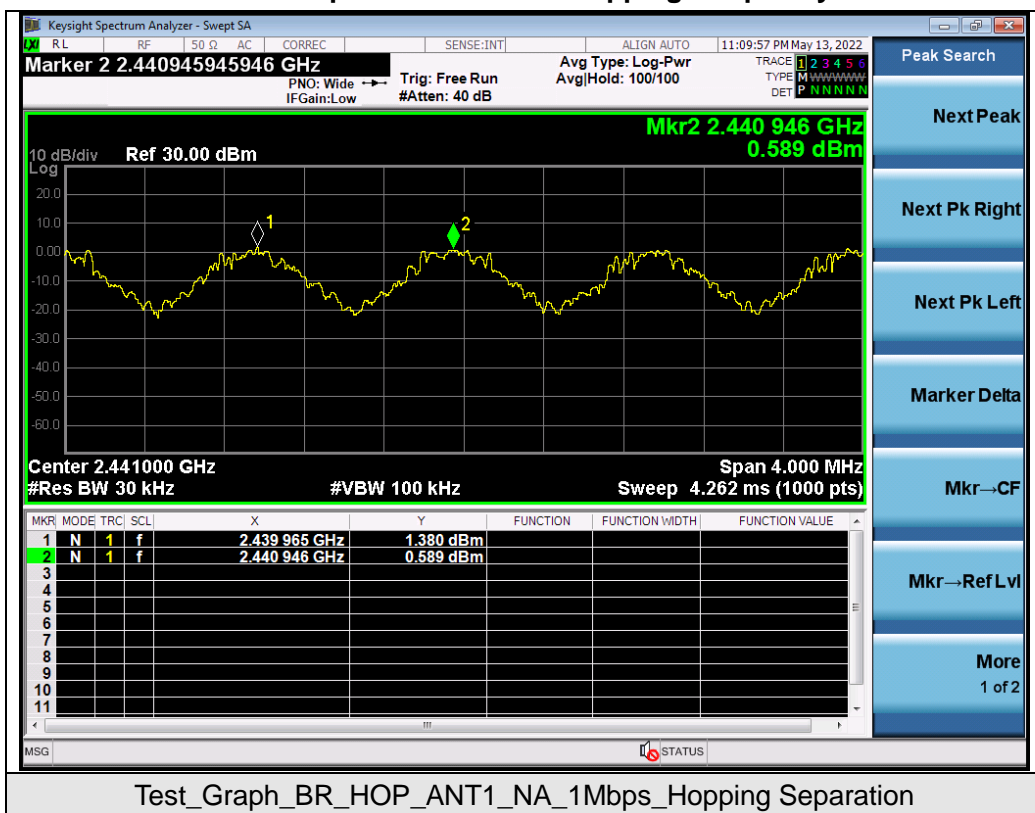 Keysight Spectrum Analyzer - Swept SA
LXI RL RF 50 Ω AC CORREC SENSE:INT ALIGN AUTO 11:09:57 PM May 13, 2022
Marker 2 2.440945945946 GHz
PNO: Wide
IFGain:Low
Trig: Free Run
#Atten: 40 dB
Avg Type: Log-Pwr
Avg|Hold: 100/100
TRACE 1 2 3 4 5 6
TYPE M WWWWW
DET P N N N N N
Mkr2 2.440 946 GHz
0.589 dBm
10 dB/div Ref 30.00 dBm
Log
20.0
10.0
0.00
-10.0
-20.0
-30.0
-40.0
-50.0
-60.0
1
2
Center 2.441000 GHz Span 4.000 MHz
#Res BW 30 kHz #VBW 100 kHz Sweep 4.262 ms (1000 pts)
MKR MODE TRC SCL X Y FUNCTION FUNCTION WIDTH FUNCTION VALUE
1 N 1 f 2.439 965 GHz 1.380 dBm
2 N 1 f 2.440 946 GHz 0.589 dBm
3
4
5
6
7
8
9
10
11
MSG STATUS
Peak Search
Next Peak
Next Pk Right
Next Pk Left
Marker Delta
Mkr→CF
Mkr→Ref Lvl
More
1 of 2
Test_Graph_BR_HOP_ANT1_NA_1Mbps_Hopping Separation